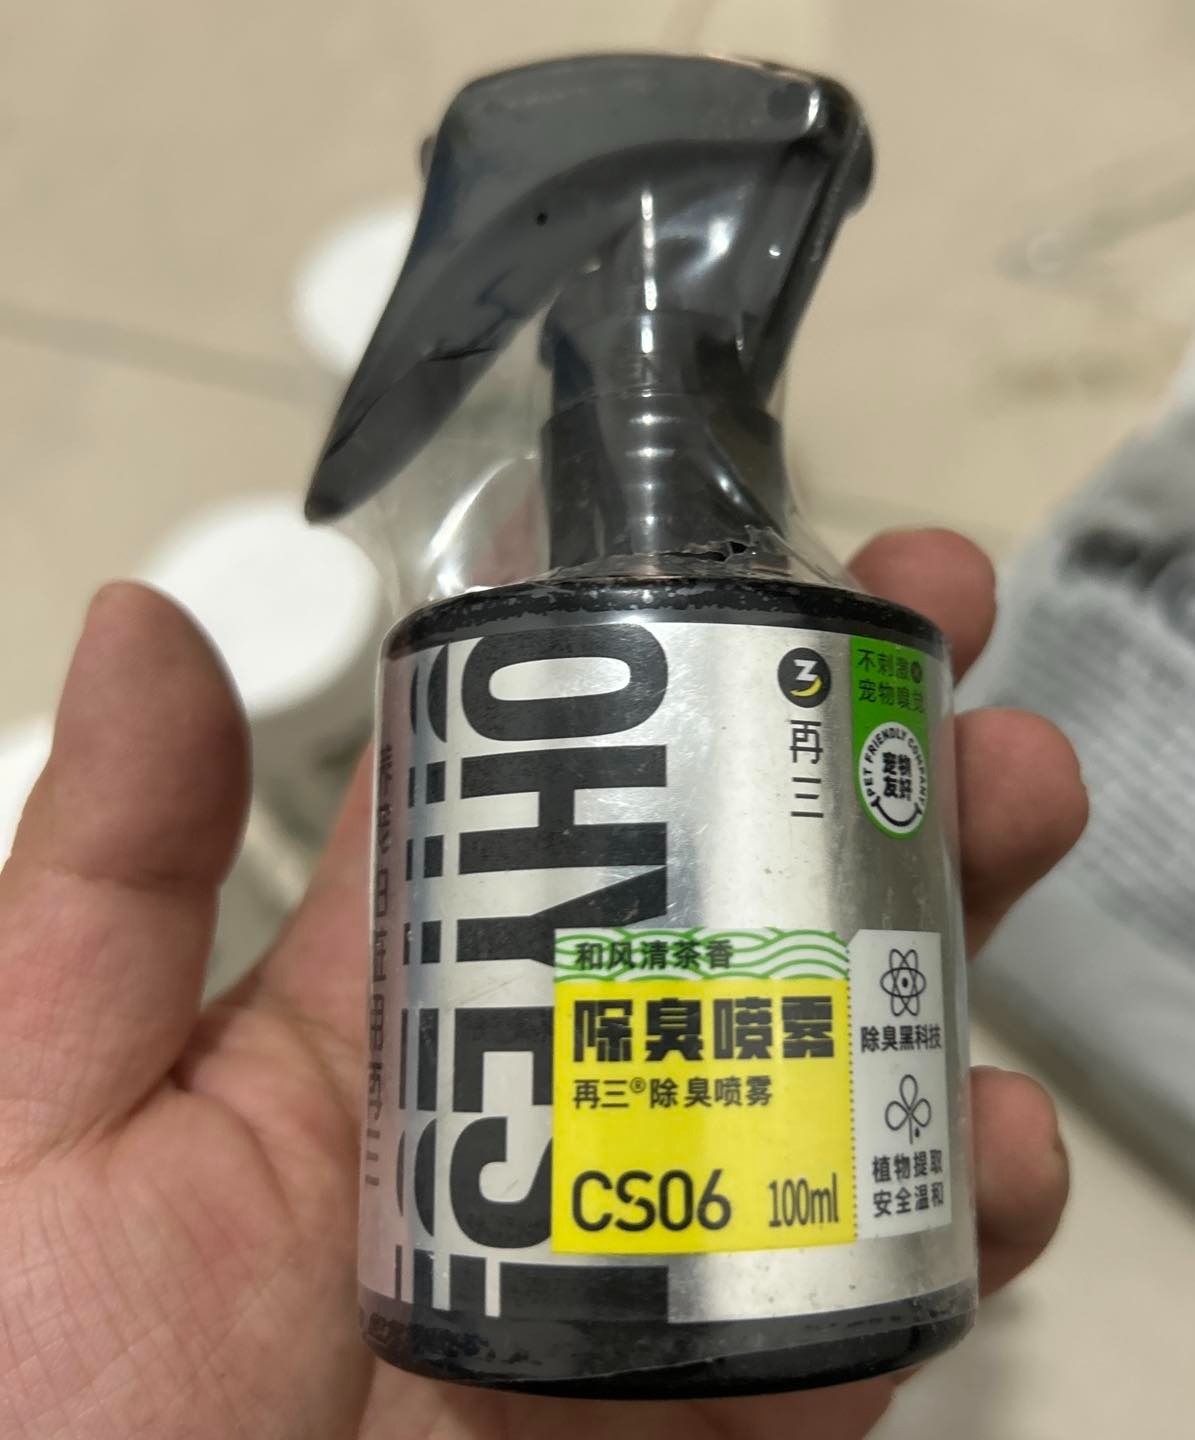 OHYES!
再三
不刺激
宠物嗅觉
PET FRIENDLY COMPANY
宠物
友好
和风清茶香
除臭喷雾
再三®除臭喷雾
CS06 100ml
除臭黑科技
植物提取
安全温和